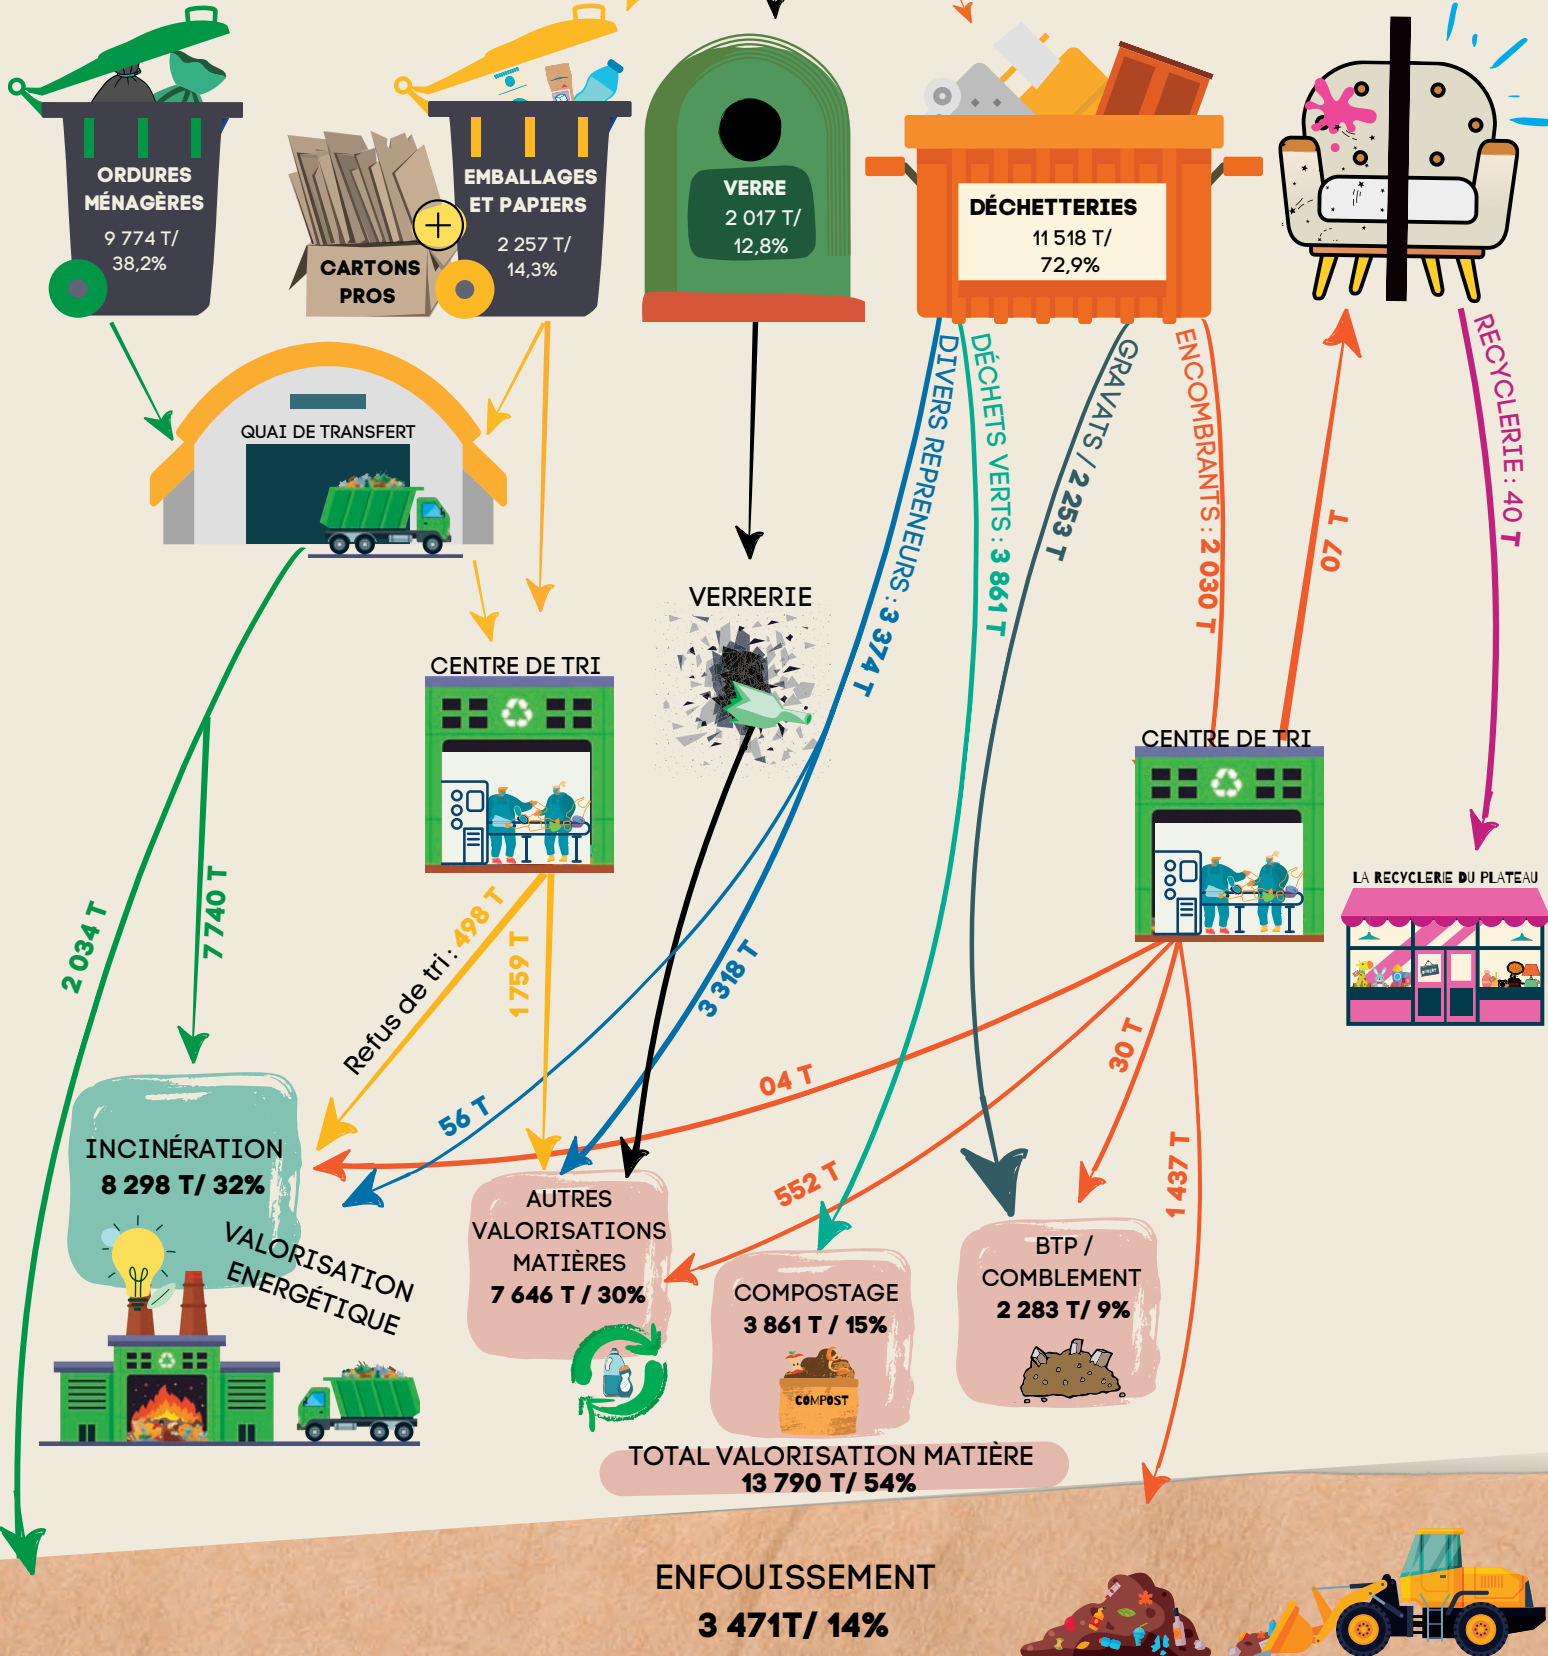 ORDURES
MÉNAGÈRES
9 774 T/
38,2%
CARTONS
PROS
EMBALLAGES
ET PAPIERS
2 257 T/
14,3%
VERRE
2 017 T/
12,8%
DÉCHETTERIES
11 518 T/
72,9%
QUAI DE TRANSFERT
DIVERS REPRENEURS : 3 374 T
DÉCHETS VERTS : 3 861 T
GRAVATS / 2 253 T
ENCOMBRANTS : 2 030 T
07 T
RECYCLERIE : 40 T
VERRERIE
CENTRE DE TRI
CENTRE DE TRI
LA RECYCLERIE DU PLATEAU
2 034 T
7 740 T
Refus de tri : 498 T
1 759 T
3 318 T
56 T
04 T
552 T
30 T
1 437 T
INCINÉRATION
8 298 T/ 32%
VALORISATION
ENERGÉTIQUE
AUTRES
VALORISATIONS
MATIÈRES
7 646 T / 30%
COMPOSTAGE
3 861 T / 15%
COMPOST
BTP /
COMBLEMENT
2 283 T/ 9%
TOTAL VALORISATION MATIÈRE
13 790 T/ 54%
ENFOUISSEMENT
3 471T/ 14%